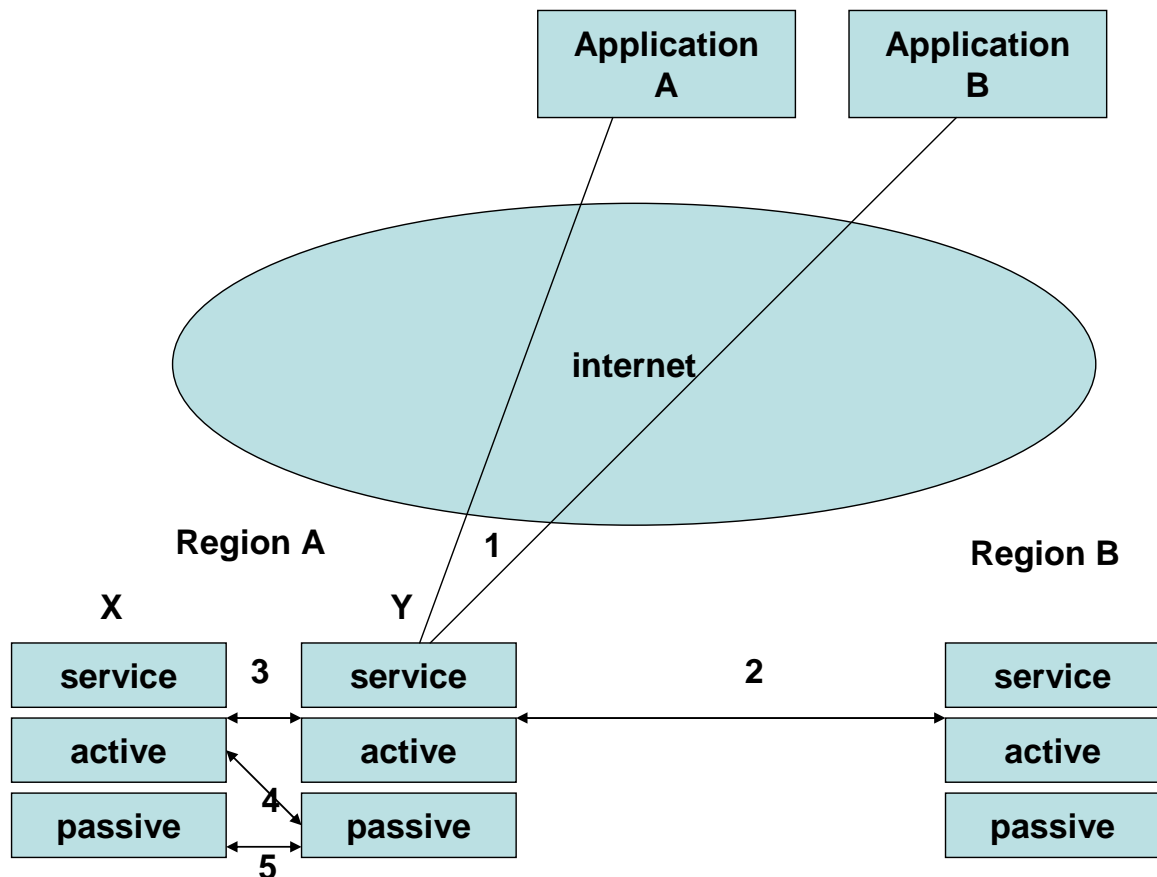 Application
A
Application
B
internet
Region A
1
Region B
X
Y
service
3
service
2
service
active
active
active
4
passive
passive
passive
5